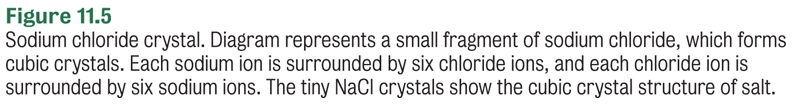 Figure 11.5
Sodium chloride crystal. Diagram represents a small fragment of sodium chloride, which forms
cubic crystals. Each sodium ion is surrounded by six chloride ions, and each chloride ion is
surrounded by six sodium ions. The tiny NaCl crystals show the cubic crystal structure of salt.